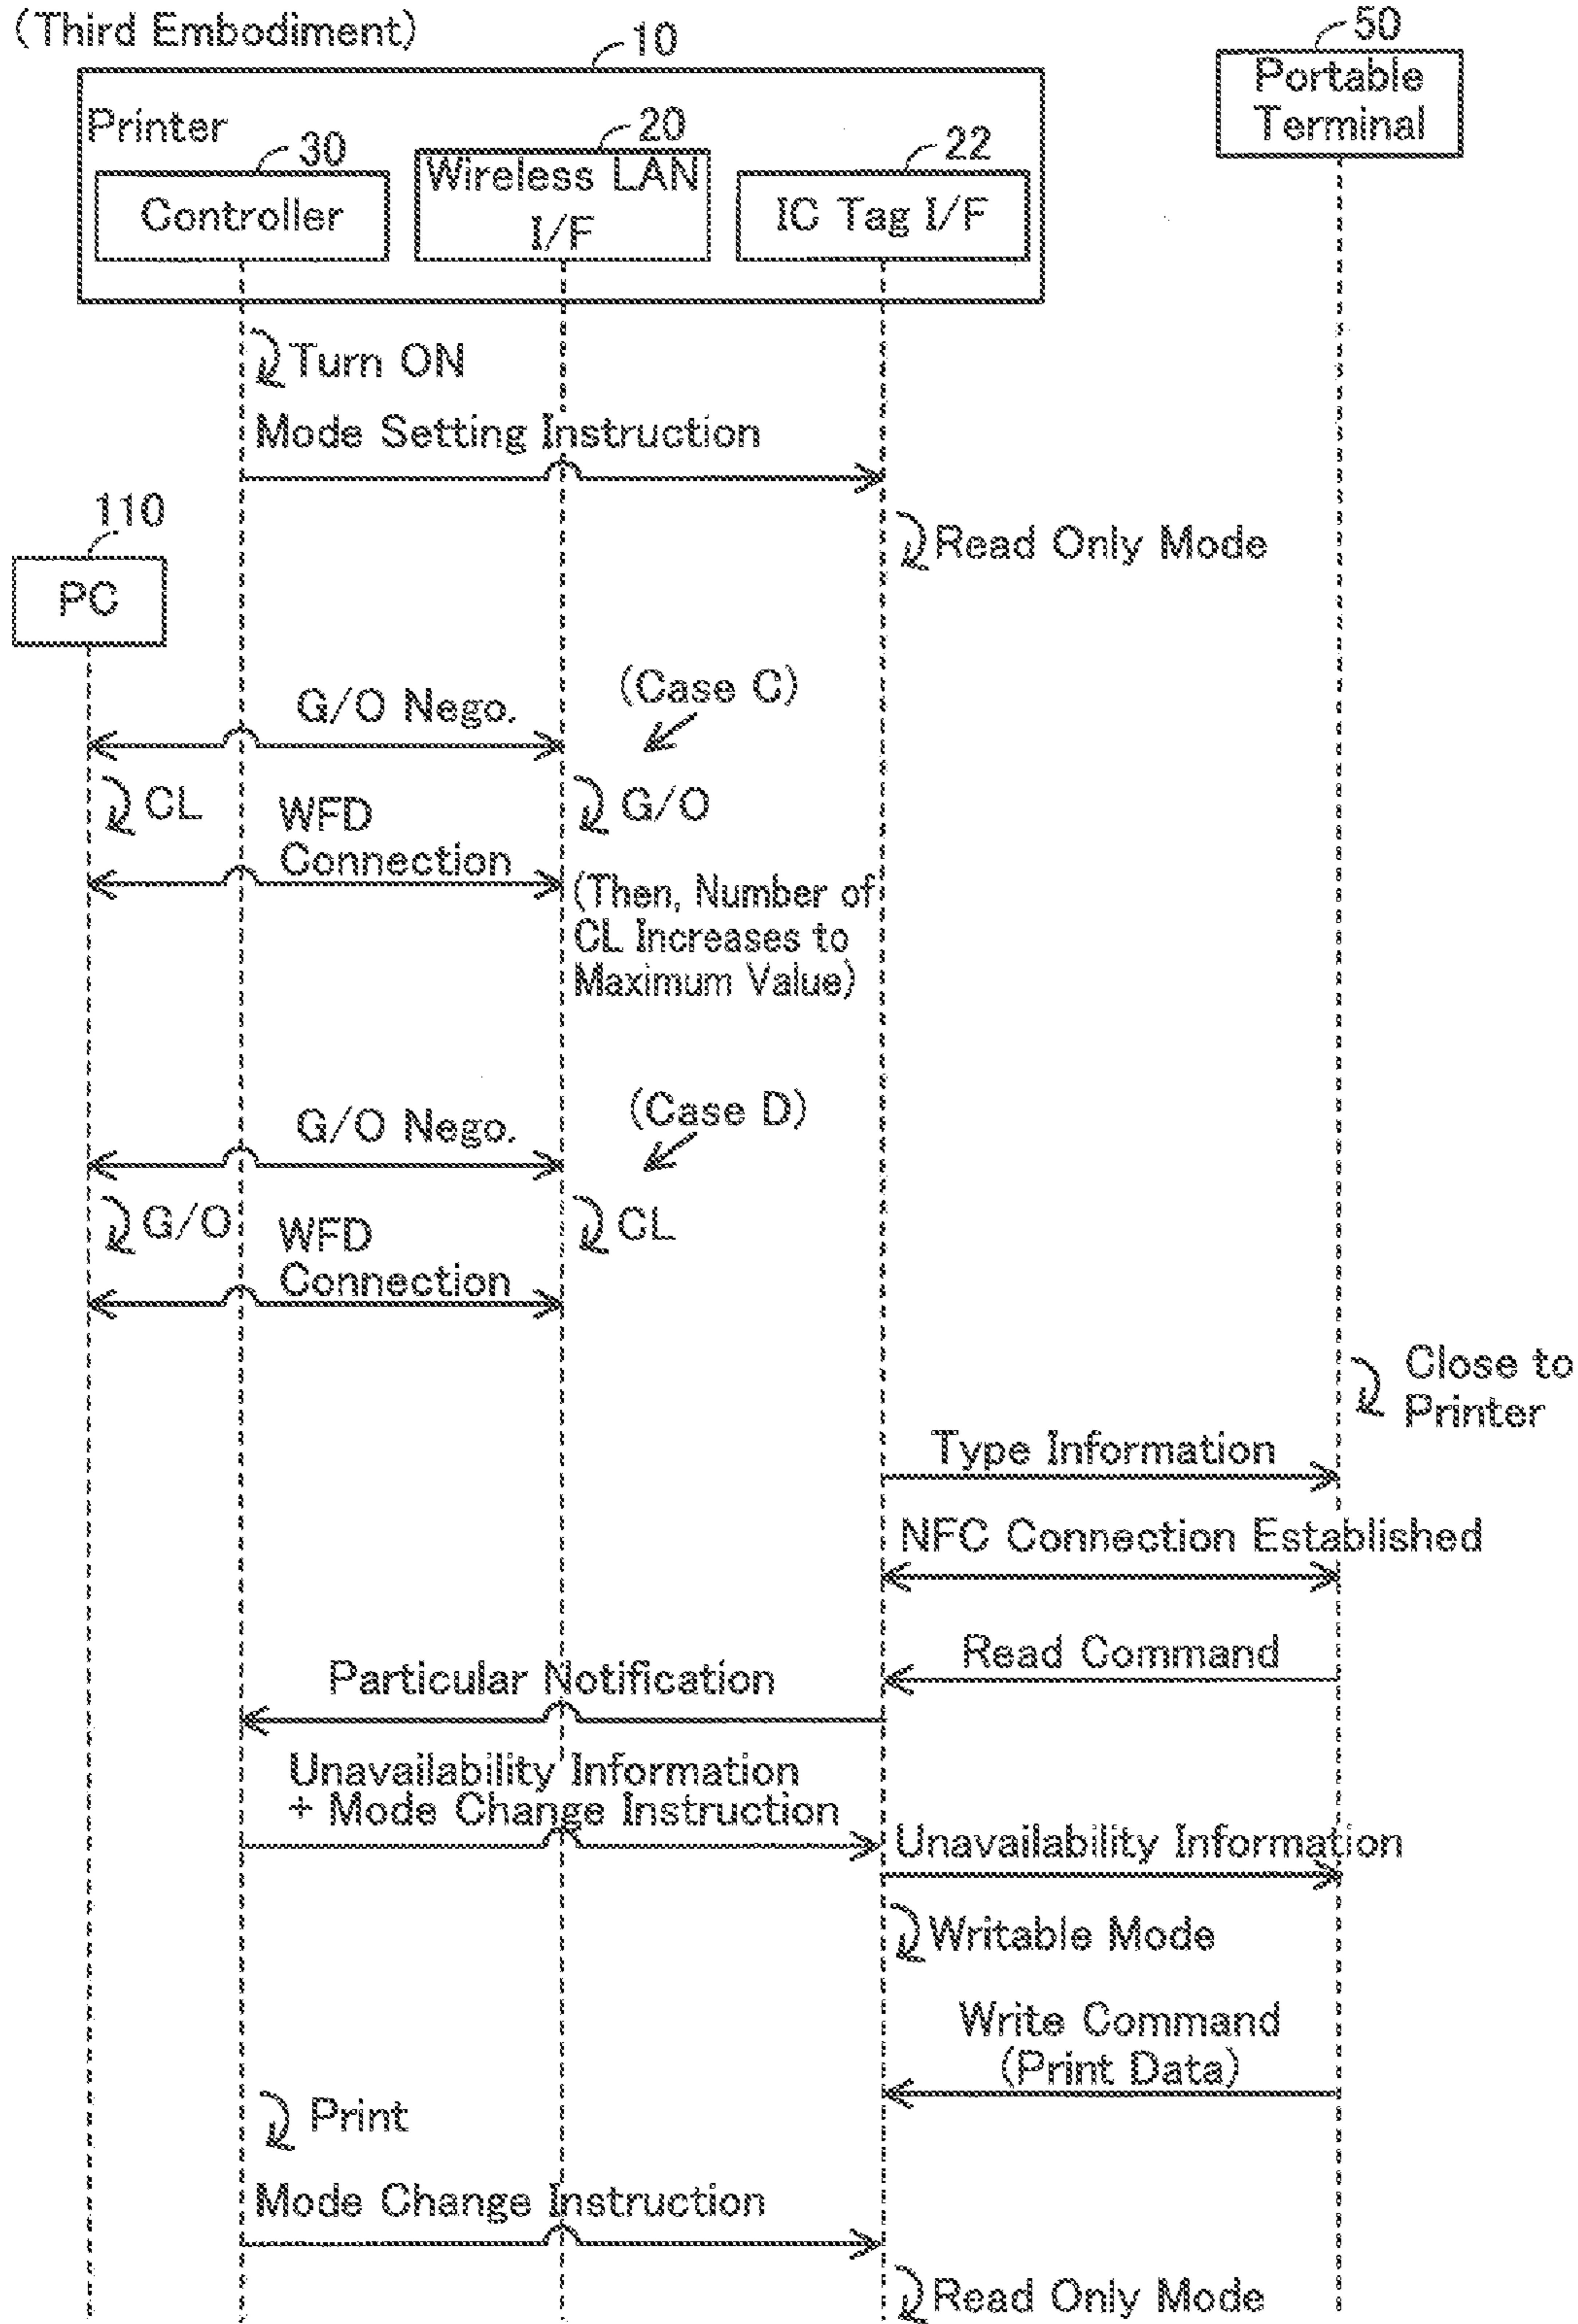 (Third Embodiment)
10
50
Portable
Terminal
Printer
30
20
22
Controller
Wireless LAN
I/F
IC Tag I/F
Turn ON
Mode Setting Instruction
110
Read Only Mode
PC
(Case C)
G/O Nego.
CL
WFD
Connection
G/O
(Then, Number of
CL Increases to
Maximum Value)
(Case D)
G/O Nego.
G/O
WFD
Connection
CL
Close to
Printer
Type Information
NFC Connection Established
Read Command
Particular Notification
Unavailability Information
+ Mode Change Instruction
Unavailability Information
Writable Mode
Write Command
(Print Data)
Print
Mode Change Instruction
Read Only Mode